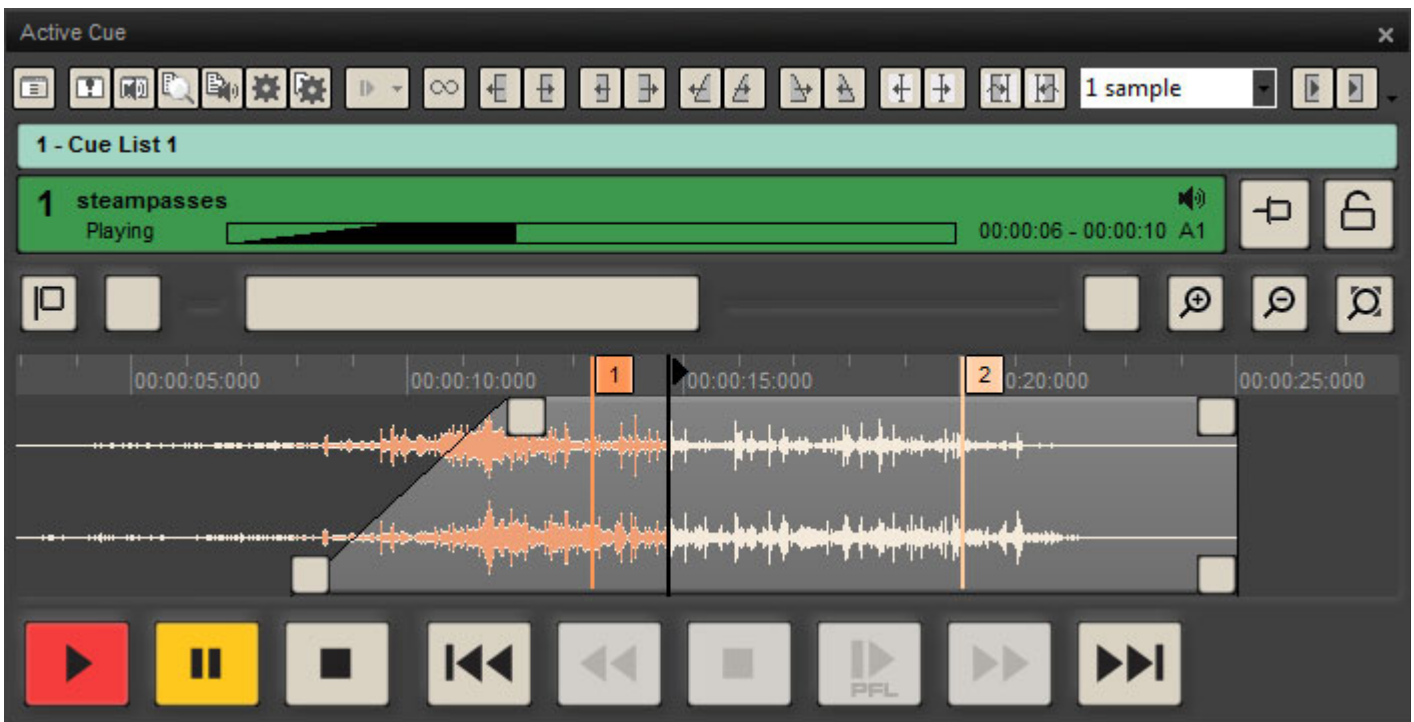 Active Cue
1 sample
1 - Cue List 1
1 steampasses
Playing 00:00:06 - 00:00:10 A1
00:00:05:000 00:00:10:000 1 00:00:15:000 2 0:20:000 00:00:25:000
PFL